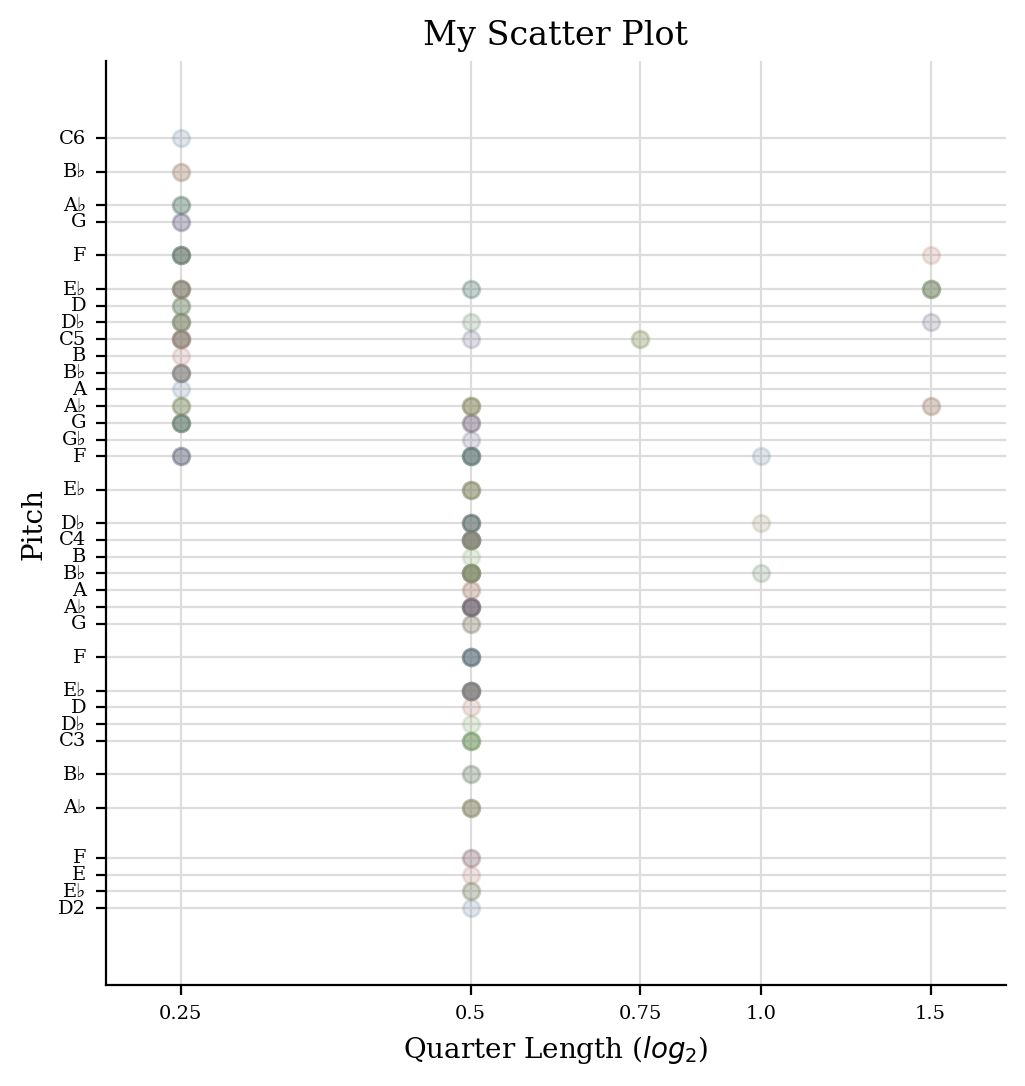 My Scatter Plot
C6
B♭
A♭
G
F
E♭
D
D♭
C5
B
B♭
A
A♭
G
G♭
F
E♭
D♭
C4
B
B♭
A
A♭
G
F
E♭
D
D♭
C3
B♭
A♭
F
E
E♭
D2
Pitch
0.25 0.5 0.75 1.0 1.5
Quarter Length (log₂)